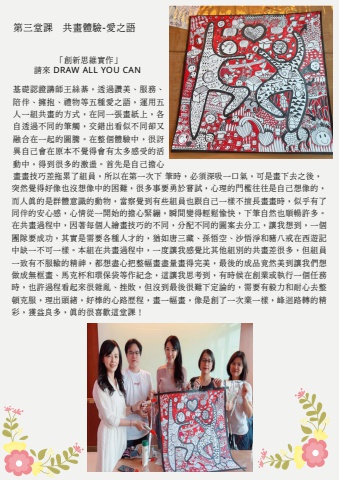 第三堂課　共畫體驗-愛之語
「創新思維實作」
請來 DRAW ALL YOU CAN
基礎認證講師王絲蓁，透過讚美、服務、
陪伴、擁抱、禮物等五種愛之語，運用五
人一組共畫的方式，在同一張畫紙上，各
自透過不同的筆觸，交錯出看似不同卻又
融合在一起的圖騰。在整個體驗中，很訝
異自己會在原本不覺得會有太多感受的活
動中，得到很多的激盪。首先是自己擔心
畫畫技巧差拖累了組員，所以在第一次下筆時，必須深吸一口氣。可是畫下去之後，
突然覺得好像也沒想像中的困難，很多事要勇於嘗試，心理的門檻往往是自己想像的，
而人真的是群體意識的動物，當察覺到有些組員也跟自己一樣不擅長畫畫時，似乎有了
同伴的安心感，心情從一開始的擔心緊繃，瞬間變得輕鬆愉快，下筆自然也順暢許多。
在共畫過程中，因著每個人繪畫技巧的不同，分配不同的圖案去分工，讓我想到，一個
團隊要成功，其實是需要各種人才的，猶如唐三藏、孫悟空、沙悟淨和豬八戒在西遊記
中缺一不可一樣。本組在共畫過程中，一度讓我感覺比其他組別的共畫差很多，但組員
一致有不服輸的精神，都想盡心把整幅畫盡量畫得完美，最後的成品竟然美到讓我們想
做成無框畫、馬克杯和環保袋等作紀念，這讓我思考到，有時候在創業或執行一個任務
時，也許過程看起來很雜亂、挫敗，但沒到最後很難下定論的，需要有毅力和耐心去整
頓克服，理出頭緒。好棒的心路歷程，畫一幅畫，像是創了一次業一樣，峰迴路轉的精
彩，獲益良多，真的很喜歡這堂課！